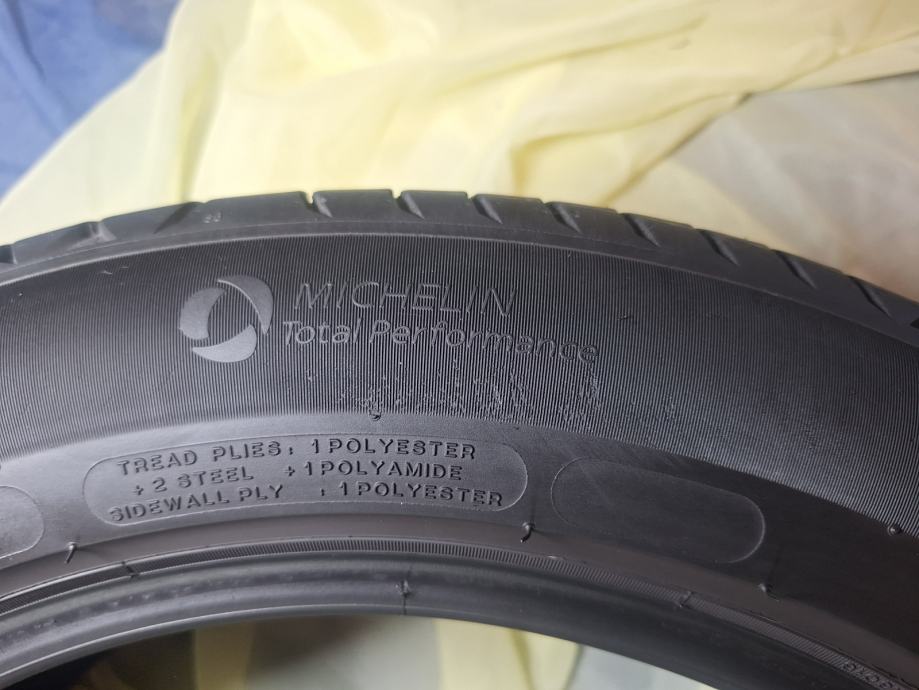 MICHELIN
Total Performance
TREAD PLIES: 1 POLYESTER
+ 2 STEEL + 1 POLYAMIDE
SIDEWALL PLY : 1 POLYESTER